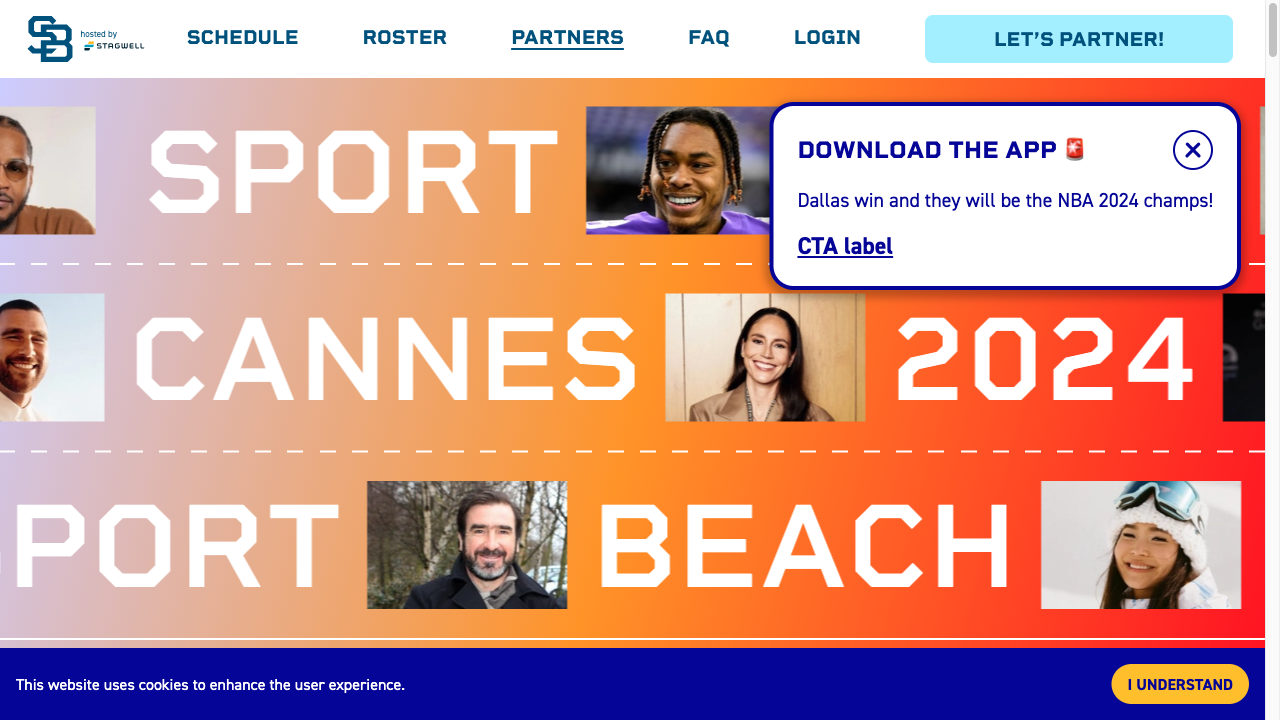 SB
hosted by
STAGWELL
SCHEDULE
ROSTER
PARTNERS
FAQ
LOGIN
LET’S PARTNER!
SPORT
DOWNLOAD THE APP 🚨
Dallas win and they will be the NBA 2024 champs!
CTA label
CANNES
2024
SPORT
BEACH
This website uses cookies to enhance the user experience.
I UNDERSTAND